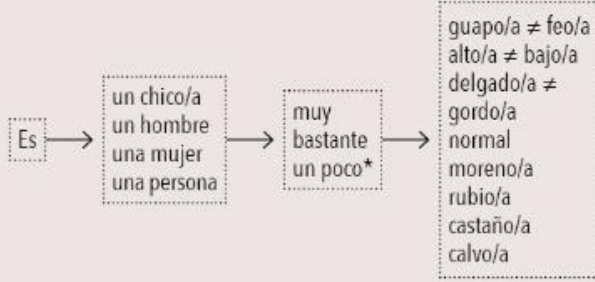 Es
un chico/a
un hombre
una mujer
una persona
muy
bastante
un poco*
guapo/a ≠ feo/a
alto/a ≠ bajo/a
delgado/a ≠
gordo/a
normal
moreno/a
rubio/a
castaño/a
calvo/a